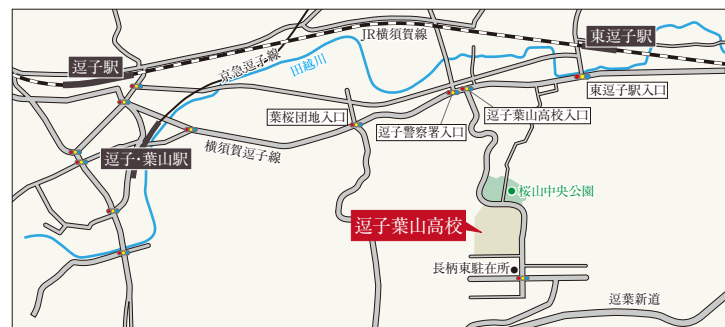 JR横須賀線
東逗子駅
逗子駅
京急逗子線
田越川
東逗子駅入口
葉桜団地入口
逗子警察署入口
逗子葉山高校入口
横須賀逗子線
逗子・葉山駅
桜山中央公園
逗子葉山高校
長柄東駐在所
逗葉新道